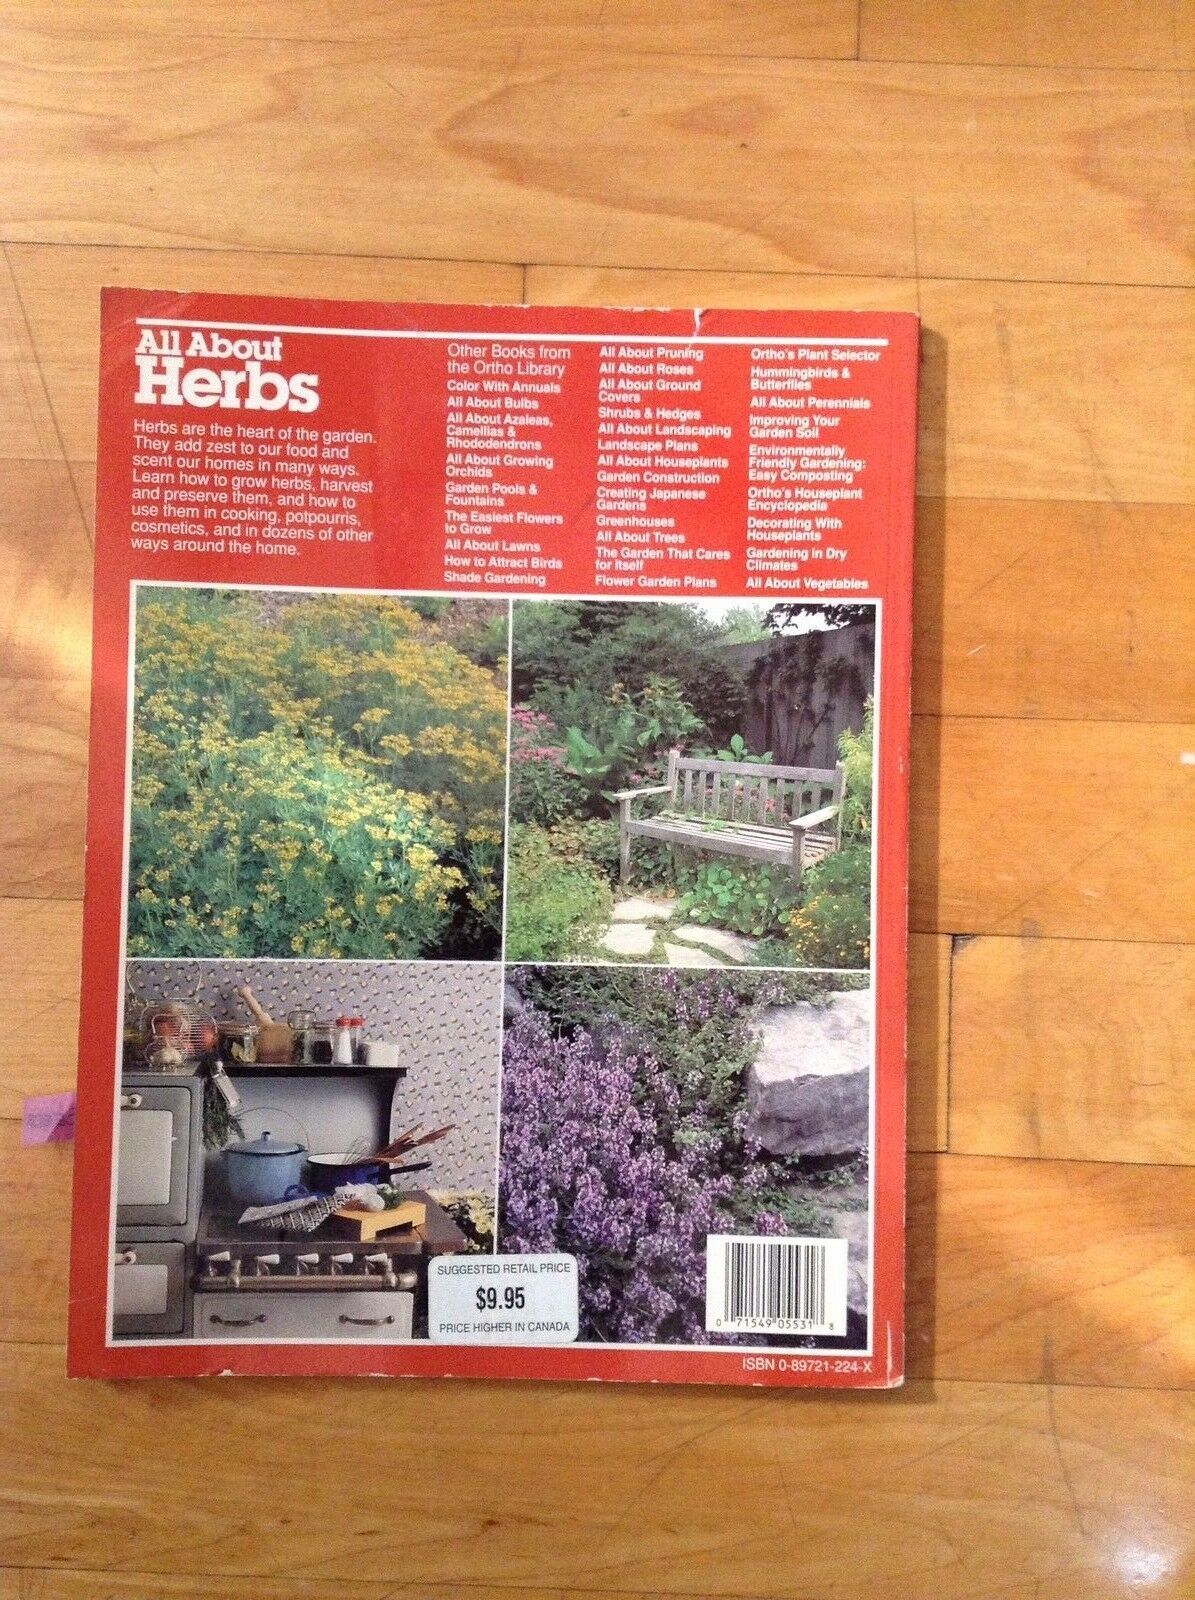 All About
Herbs
Herbs are the heart of the garden.
They add zest to our food and
scent our homes in many ways.
Learn how to grow herbs, harvest
and preserve them, and how to
use them in cooking, potpourris,
cosmetics, and in dozens of other
ways around the home.
Other Books from
the Ortho Library
Color With Annuals
All About Bulbs
All About Azaleas,
Camellias &
Rhododendrons
All About Growing
Orchids
Garden Pools &
Fountains
The Easiest Flowers
to Grow
All About Lawns
How to Attract Birds
Shade Gardening
All About Pruning
All About Roses
All About Ground
Covers
Shrubs & Hedges
All About Landscaping
Landscape Plans
All About Houseplants
Garden Construction
Creating Japanese
Gardens
Greenhouses
All About Trees
The Garden That Cares
for Itself
Flower Garden Plans
Ortho's Plant Selector
Hummingbirds &
Butterflies
All About Perennials
Improving Your
Garden Soil
Environmentally
Friendly Gardening:
Easy Composting
Ortho's Houseplant
Encyclopedia
Decorating With
Houseplants
Gardening in Dry
Climates
All About Vegetables
SUGGESTED RETAIL PRICE
$9.95
PRICE HIGHER IN CANADA
0 71549 05531 8
ISBN 0-89721-224-X